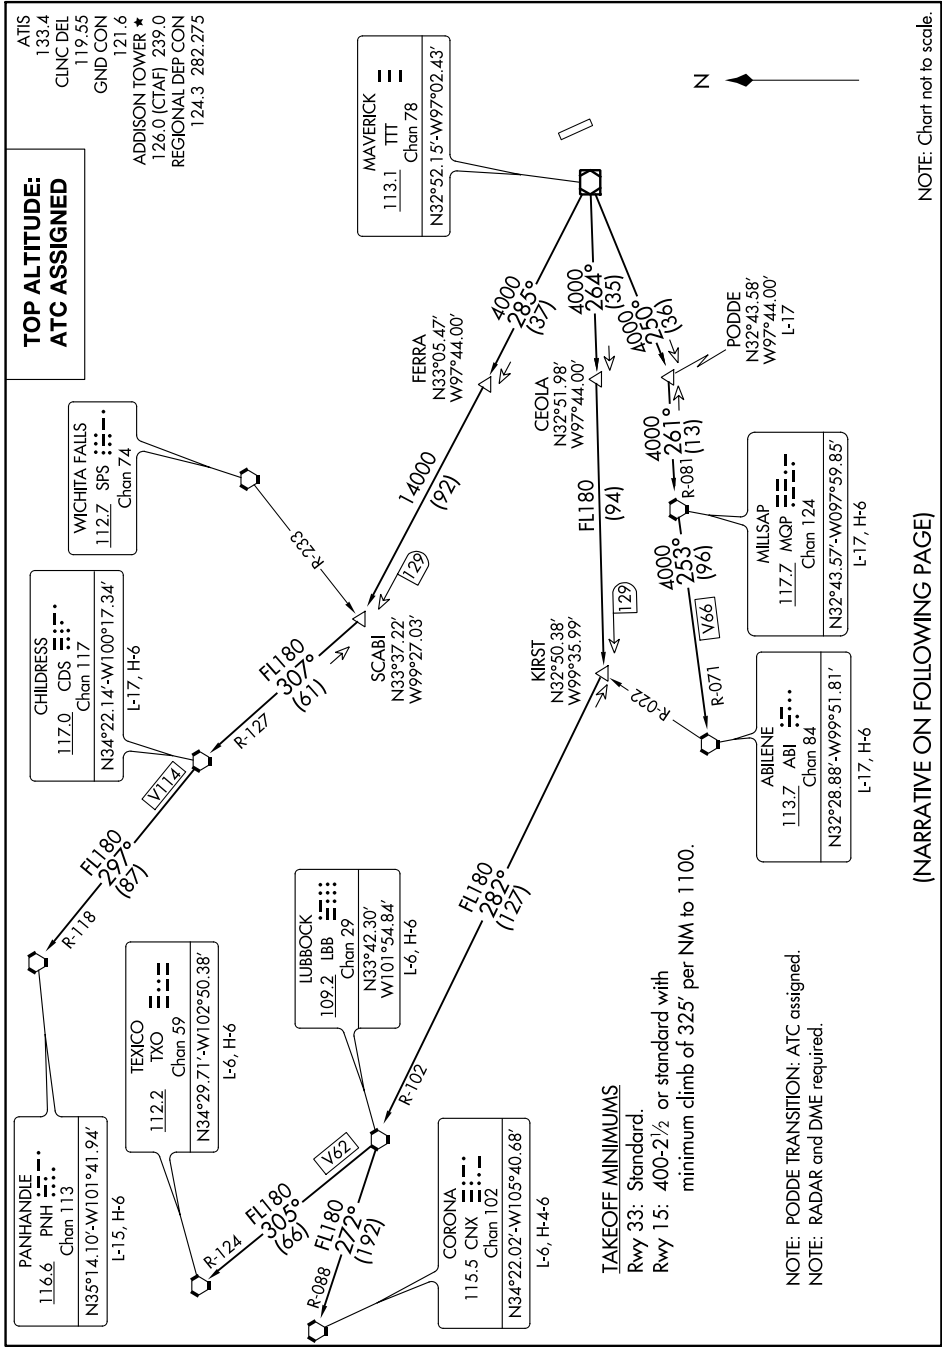 ATIS
133.4
CLNC DEL
119.55
GND CON
121.6
ADDISON TOWER ★
126.0 (CTAF) 239.0
REGIONAL DEP CON
124.3 282.275
TOP ALTITUDE:
ATC ASSIGNED
MAVERICK
113.1 TTT
Chan 78
N32°52.15'-W97°02.43'
N
NOTE: Chart not to scale.
4000
285°
(37)
4000
264°
(35)
4000
250°
(36)
FERRA
N33°05.47'
W97°44.00'
CEOLA
N32°51.98'
W97°44.00'
PODDE
N32°43.58'
W97°44.00'
L-17
14000
(92)
FL180
(94)
4000
261°
(13)
R-081
MILLSAP
117.7 MQP
Chan 124
N32°43.57'-W097°59.85'
L-17, H-6
4000
253°
(96)
V66
R-071
WICHITA FALLS
112.7 SPS
Chan 74
R-233
129
SCABI
N33°37.22'
W99°27.03'
129
KIRST
N32°50.38'
W99°35.99'
R-022
ABILENE
113.7 ABI
Chan 84
N32°28.88'-W99°51.81'
L-17, H-6
CHILDRESS
117.0 CDS
Chan 117
N34°22.14'-W100°17.34'
L-17, H-6
FL180
307°
(61)
R-127
V114
FL180
297°
(87)
R-118
PANHANDLE
116.6 PNH
Chan 113
N35°14.10'-W101°41.94'
L-15, H-6
FL180
282°
(127)
R-102
LUBBOCK
109.2 LBB
Chan 29
N33°42.30'
W101°54.84'
L-6, H-6
TEXICO
112.2 TXO
Chan 59
N34°29.71'-W102°50.38'
L-6, H-6
V62
FL180
305°
(66)
R-124
FL180
272°
(192)
R-088
CORONA
115.5 CNX
Chan 102
N34°22.02'-W105°40.68'
L-6, H-4-6
TAKEOFF MINIMUMS
Rwy 33: Standard.
Rwy 15: 400-2½ or standard with
minimum climb of 325' per NM to 1100.
NOTE: PODDE TRANSITION: ATC assigned.
NOTE: RADAR and DME required.
(NARRATIVE ON FOLLOWING PAGE)